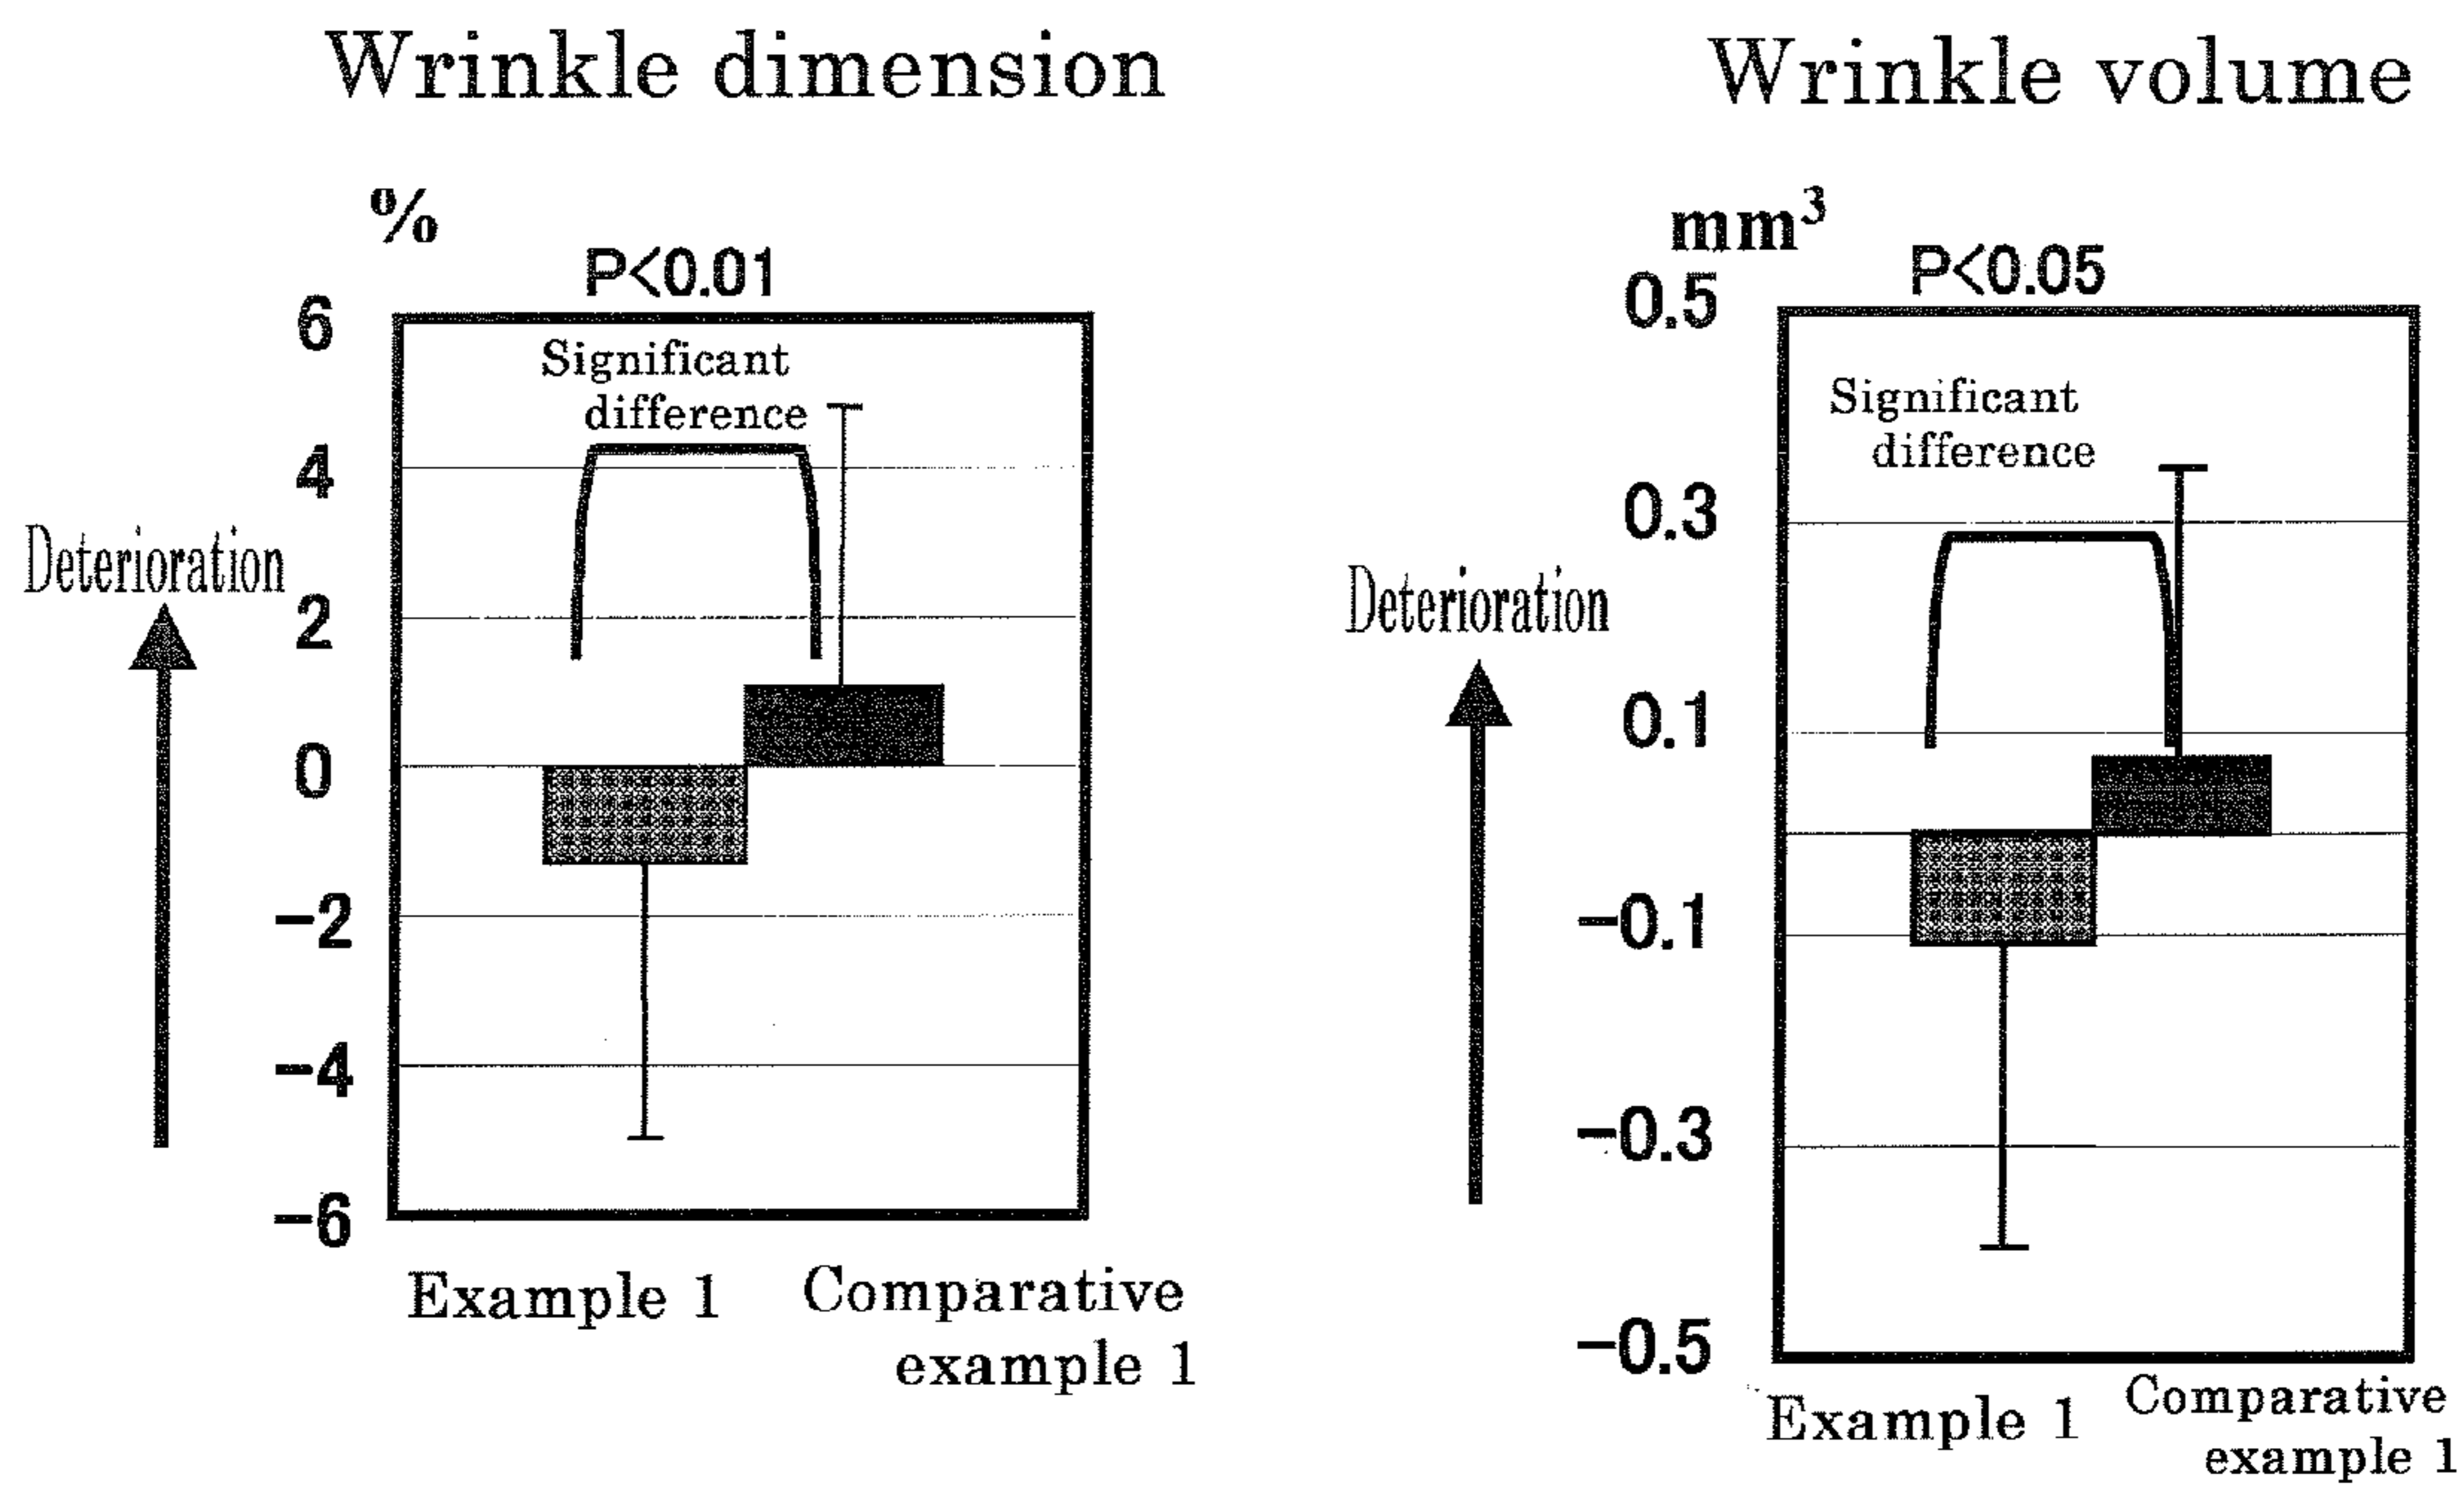 Wrinkle dimension
%
P<0.01
6
Significant
difference
4
Deterioration
2
0
−2
−4
−6
Example 1
Comparative
example 1
Wrinkle volume
mm³
P<0.05
0.5
Significant
difference
0.3
Deterioration
0.1
−0.1
−0.3
−0.5
Example 1
Comparative
example 1